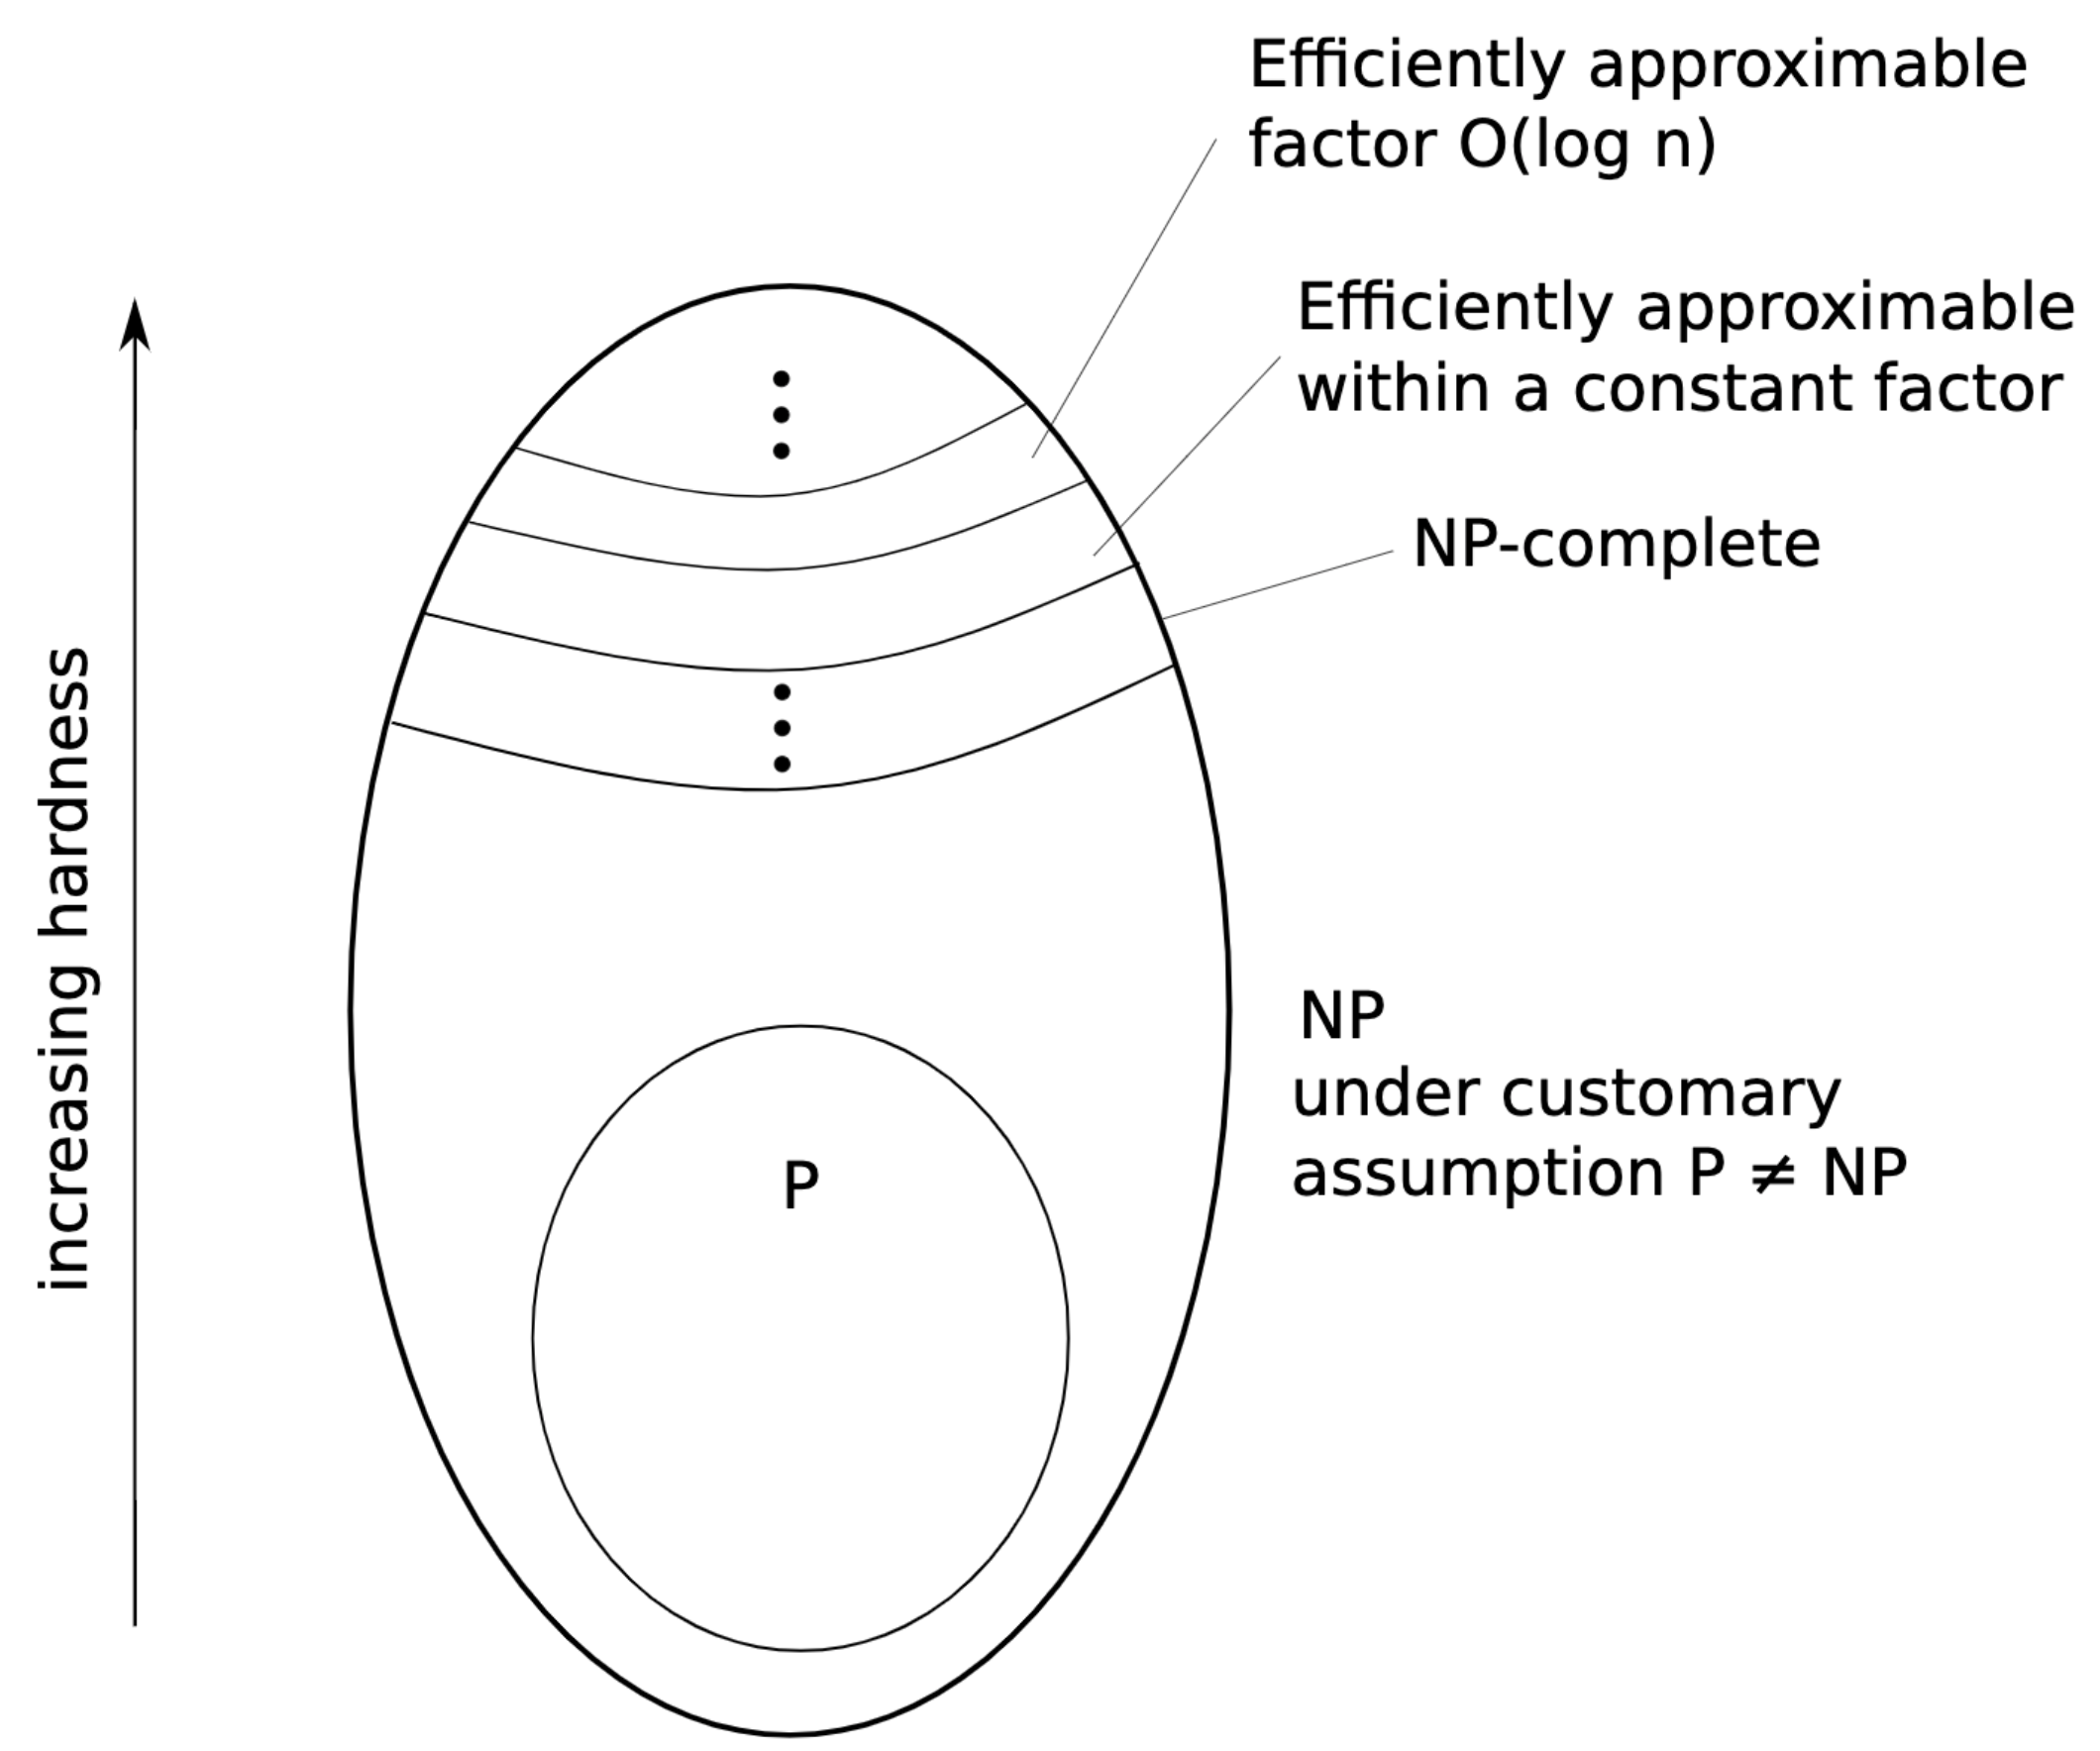 Efficiently approximable
factor O(log n)
Efficiently approximable
within a constant factor
NP-complete
increasing hardness
NP
under customary
assumption P ≠ NP
P